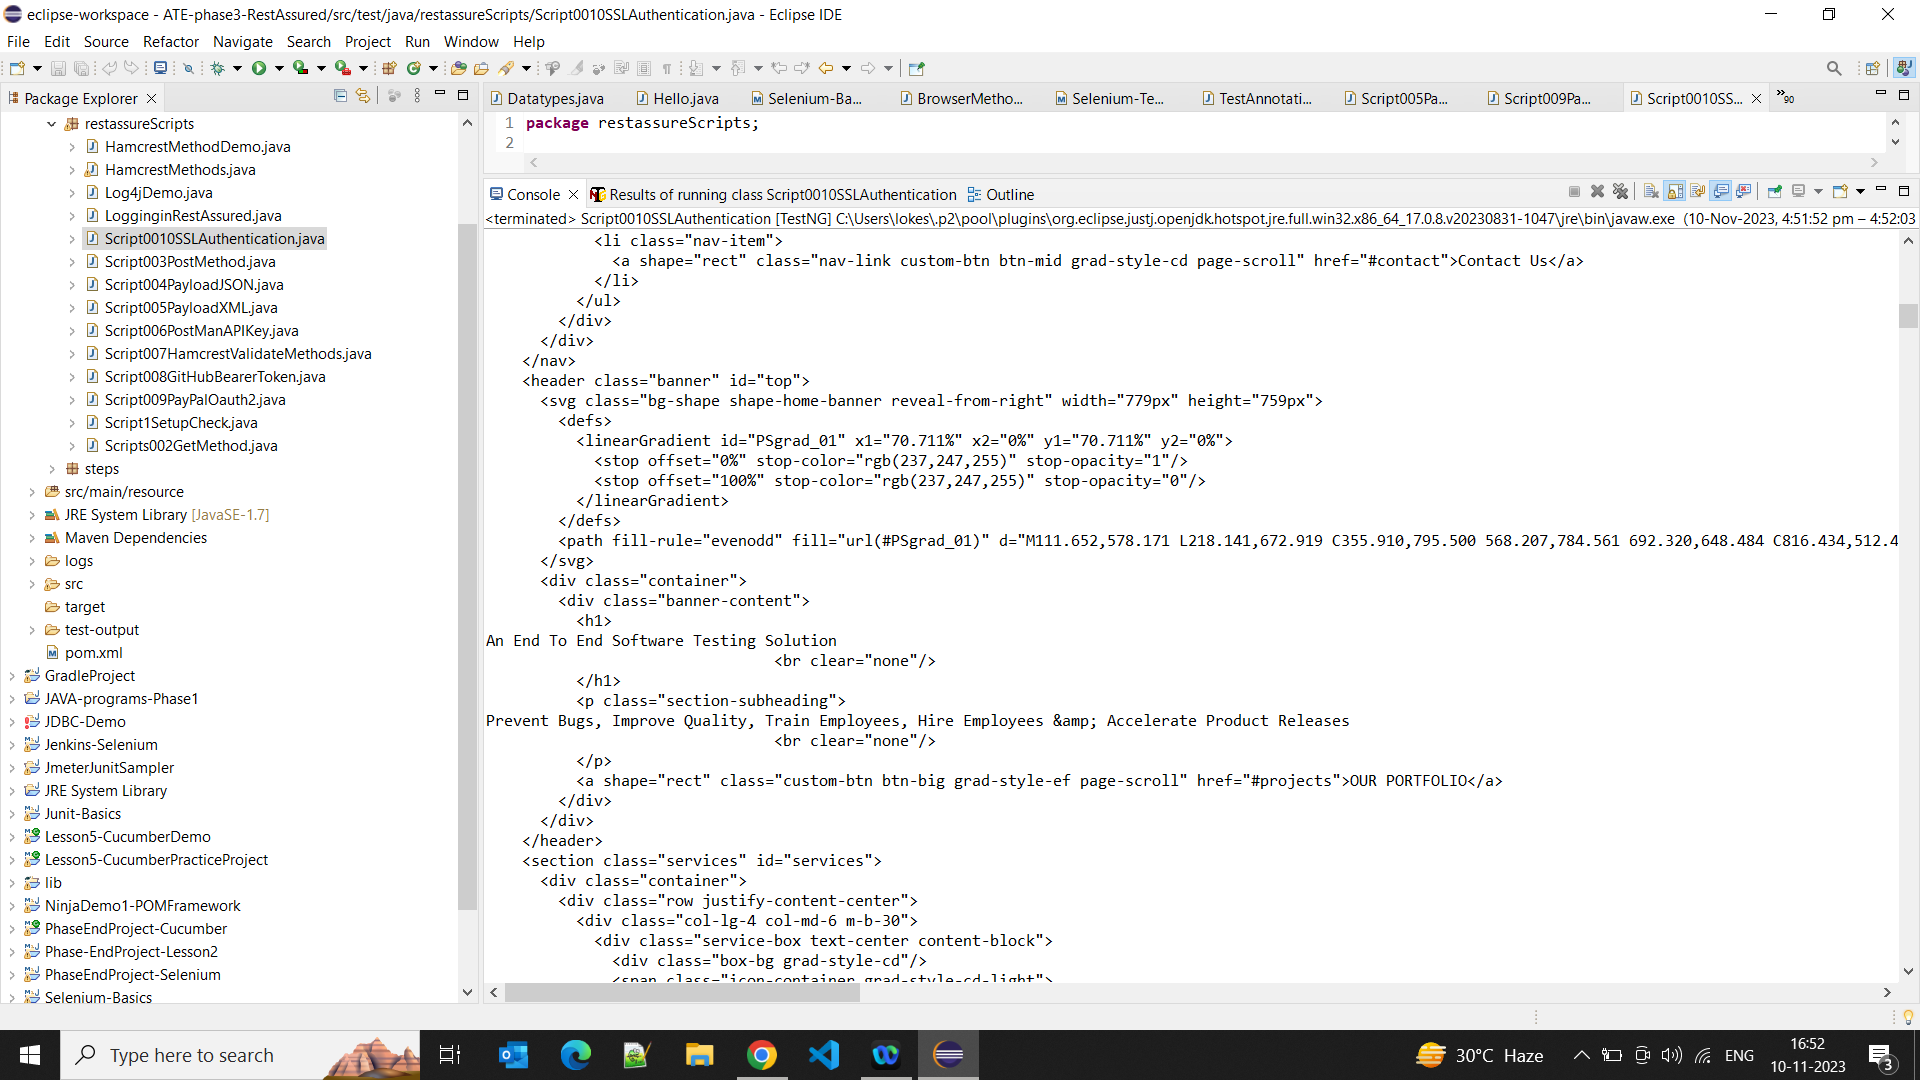 eclipse-workspace - ATE-phase3-RestAssured/src/test/java/restassureScripts/Script0010SSLAuthentication.java - Eclipse IDE
File Edit Source Refactor Navigate Search Project Run Window Help
Package Explorer
restassureScripts
HamcrestMethodDemo.java
HamcrestMethods.java
Log4jDemo.java
LogginginRestAssured.java
Script0010SSLAuthentication.java
Script003PostMethod.java
Script004PayloadJSON.java
Script005PayloadXML.java
Script006PostManAPIKey.java
Script007HamcrestValidateMethods.java
Script008GitHubBearerToken.java
Script009PayPalOauth2.java
Script1SetupCheck.java
Scripts002GetMethod.java
steps
src/main/resource
JRE System Library [JavaSE-1.7]
Maven Dependencies
logs
src
target
test-output
pom.xml
GradleProject
JAVA-programs-Phase1
JDBC-Demo
Jenkins-Selenium
JmeterJunitSampler
JRE System Library
Junit-Basics
Lesson5-CucumberDemo
Lesson5-CucumberPracticeProject
lib
NinjaDemo1-POMFramework
PhaseEndProject-Cucumber
Phase-EndProject-Lesson2
PhaseEndProject-Selenium
Selenium-Basics
Datatypes.java Hello.java Selenium-Ba... BrowserMetho... Selenium-Te... TestAnnotati... Script005Pa... Script009Pa... Script0010SS... 90
1 package restassureScripts;
2
Console Results of running class Script0010SSLAuthentication Outline
<terminated> Script0010SSLAuthentication [TestNG] C:\Users\lokes\.p2\pool\plugins\org.eclipse.justj.openjdk.hotspot.jre.full.win32.x86_64_17.0.8.v20230831-1047\jre\bin\javaw.exe (10-Nov-2023, 4:51:52 pm – 4:52:03
<li class="nav-item">
<a shape="rect" class="nav-link custom-btn btn-mid grad-style-cd page-scroll" href="#contact">Contact Us</a>
</li>
</ul>
</div>
</div>
</nav>
<header class="banner" id="top">
<svg class="bg-shape shape-home-banner reveal-from-right" width="779px" height="759px">
<defs>
<linearGradient id="PSgrad_01" x1="70.711%" x2="0%" y1="70.711%" y2="0%">
<stop offset="0%" stop-color="rgb(237,247,255)" stop-opacity="1"/>
<stop offset="100%" stop-color="rgb(237,247,255)" stop-opacity="0"/>
</linearGradient>
</defs>
<path fill-rule="evenodd" fill="url(#PSgrad_01)" d="M111.652,578.171 L218.141,672.919 C355.910,795.500 568.207,784.561 692.320,648.484 C816.434,512.4
</svg>
<div class="container">
<div class="banner-content">
<h1>
An End To End Software Testing Solution
<br clear="none"/>
</h1>
<p class="section-subheading">
Prevent Bugs, Improve Quality, Train Employees, Hire Employees &amp; Accelerate Product Releases
<br clear="none"/>
</p>
<a shape="rect" class="custom-btn btn-big grad-style-ef page-scroll" href="#projects">OUR PORTFOLIO</a>
</div>
</div>
</header>
<section class="services" id="services">
<div class="container">
<div class="row justify-content-center">
<div class="col-lg-4 col-md-6 m-b-30">
<div class="service-box text-center content-block">
<div class="box-bg grad-style-cd"/>
<span class="icon-container grad-style-cd-light">
Type here to search
30°C Haze
ENG
16:52
10-11-2023
3